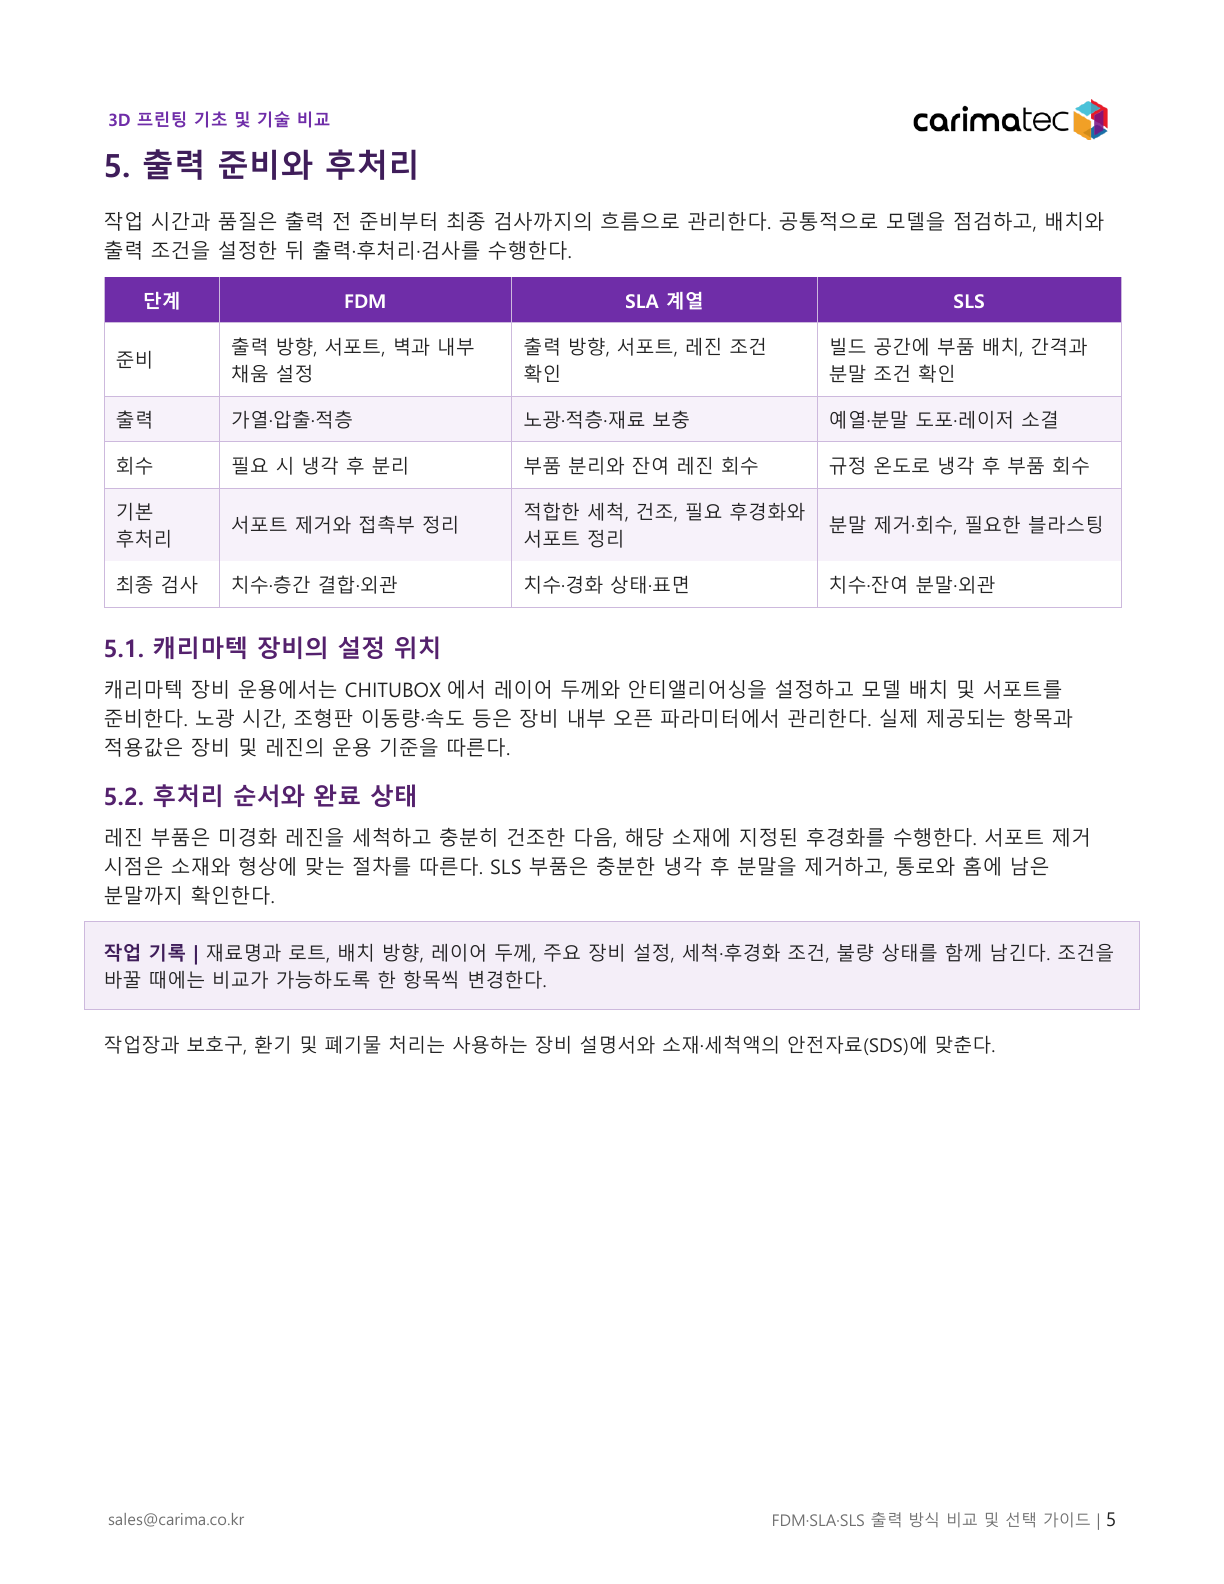 3D 프린팅 기초 및 기술 비교
carimatec
5. 출력 준비와 후처리
작업 시간과 품질은 출력 전 준비부터 최종 검사까지의 흐름으로 관리한다. 공통적으로 모델을 점검하고, 배치와
출력 조건을 설정한 뒤 출력·후처리·검사를 수행한다.
단계 FDM SLA 계열 SLS
준비 출력 방향, 서포트, 벽과 내부 채움 설정 출력 방향, 서포트, 레진 조건 확인 빌드 공간에 부품 배치, 간격과 분말 조건 확인
출력 가열·압출·적층 노광·적층·재료 보충 예열·분말 도포·레이저 소결
회수 필요 시 냉각 후 분리 부품 분리와 잔여 레진 회수 규정 온도로 냉각 후 부품 회수
기본 후처리 서포트 제거와 접촉부 정리 적합한 세척, 건조, 필요 후경화와 서포트 정리 분말 제거·회수, 필요한 블라스팅
최종 검사 치수·층간 결합·외관 치수·경화 상태·표면 치수·잔여 분말·외관
5.1. 캐리마텍 장비의 설정 위치
캐리마텍 장비 운용에서는 CHITUBOX 에서 레이어 두께와 안티앨리어싱을 설정하고 모델 배치 및 서포트를
준비한다. 노광 시간, 조형판 이동량·속도 등은 장비 내부 오픈 파라미터에서 관리한다. 실제 제공되는 항목과
적용값은 장비 및 레진의 운용 기준을 따른다.
5.2. 후처리 순서와 완료 상태
레진 부품은 미경화 레진을 세척하고 충분히 건조한 다음, 해당 소재에 지정된 후경화를 수행한다. 서포트 제거
시점은 소재와 형상에 맞는 절차를 따른다. SLS 부품은 충분한 냉각 후 분말을 제거하고, 통로와 홈에 남은
분말까지 확인한다.
작업 기록 | 재료명과 로트, 배치 방향, 레이어 두께, 주요 장비 설정, 세척·후경화 조건, 불량 상태를 함께 남긴다. 조건을
바꿀 때에는 비교가 가능하도록 한 항목씩 변경한다.
작업장과 보호구, 환기 및 폐기물 처리는 사용하는 장비 설명서와 소재·세척액의 안전자료(SDS)에 맞춘다.
sales@carima.co.kr
FDM·SLA·SLS 출력 방식 비교 및 선택 가이드 | 5